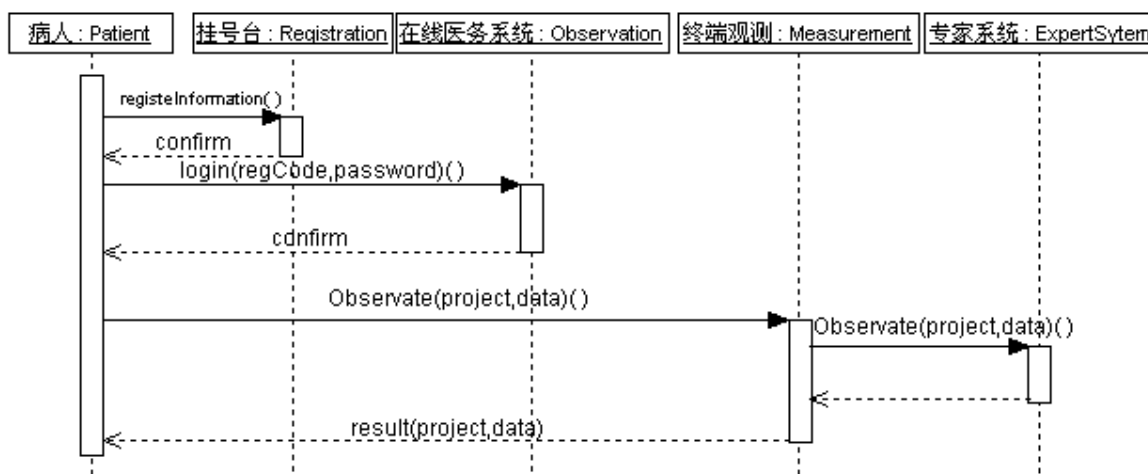 病人 : Patient
挂号台 : Registration
在线医务系统 : Observation
终端观测 : Measurement
专家系统 : ExpertSytem
registeInformation( )
confirm
login(regCode,password)( )
confirm
Observate(project,data)( )
Observate(project,data)( )
result(project,data)